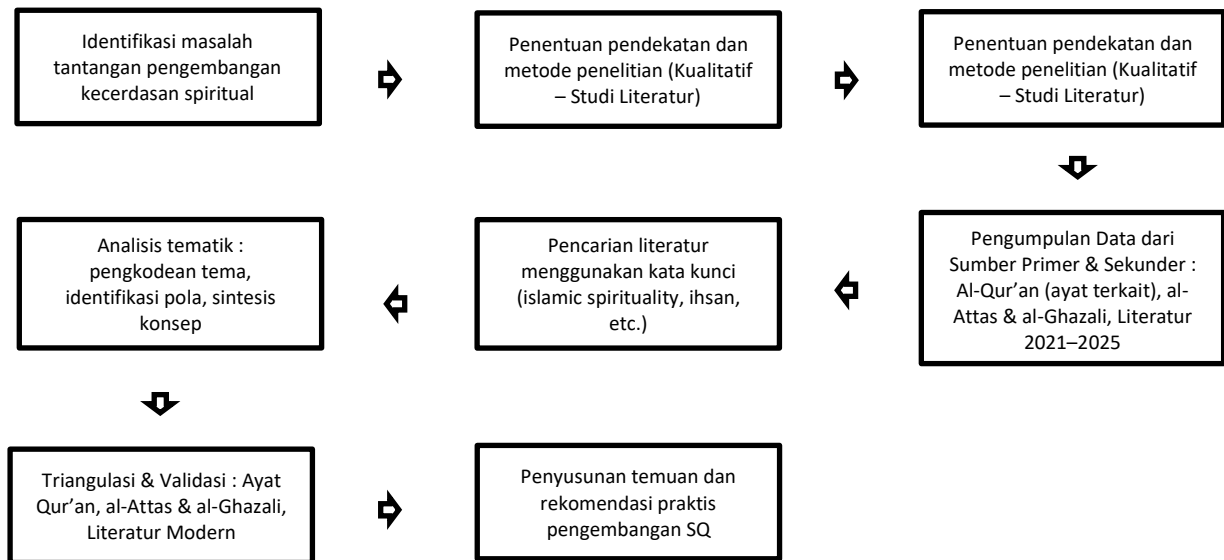 Identifikasi masalah
tantangan pengembangan
kecerdasan spiritual
Penentuan pendekatan dan
metode penelitian (Kualitatif
– Studi Literatur)
Penentuan pendekatan dan
metode penelitian (Kualitatif
– Studi Literatur)
Pengumpulan Data dari
Sumber Primer & Sekunder :
Al-Qur’an (ayat terkait), al-
Attas & al-Ghazali, Literatur
2021–2025
Pencarian literatur
menggunakan kata kunci
(islamic spirituality, ihsan,
etc.)
Analisis tematik :
pengkodean tema,
identifikasi pola, sintesis
konsep
Triangulasi & Validasi : Ayat
Qur’an, al-Attas & al-Ghazali,
Literatur Modern
Penyusunan temuan dan
rekomendasi praktis
pengembangan SQ